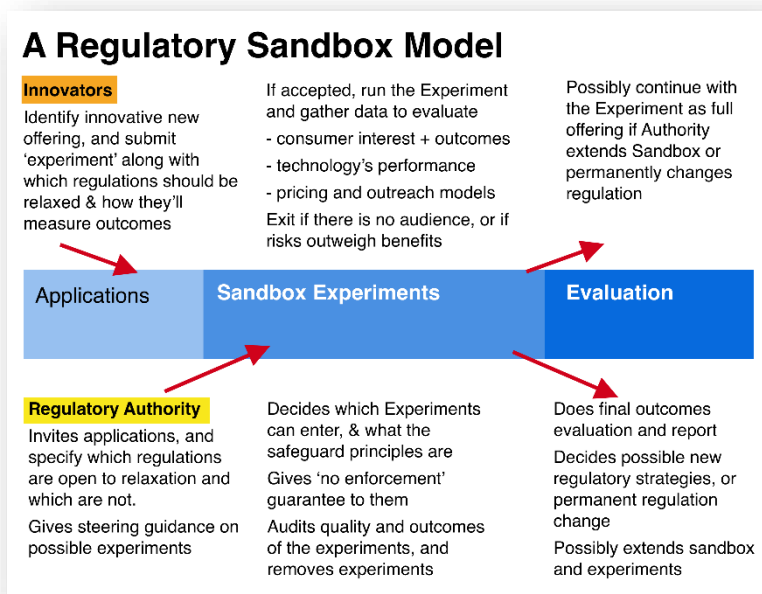 A Regulatory Sandbox Model
Innovators
Identify innovative new
offering, and submit
‘experiment’ along with
which regulations should be
relaxed & how they’ll
measure outcomes
If accepted, run the Experiment
and gather data to evaluate
- consumer interest + outcomes
- technology’s performance
- pricing and outreach models
Exit if there is no audience, or if
risks outweigh benefits
Possibly continue with
the Experiment as full
offering if Authority
extends Sandbox or
permanently changes
regulation
Applications
Sandbox Experiments
Evaluation
Regulatory Authority
Invites applications, and
specify which regulations
are open to relaxation and
which are not.
Gives steering guidance on
possible experiments
Decides which Experiments
can enter, & what the
safeguard principles are
Gives ‘no enforcement’
guarantee to them
Audits quality and outcomes
of the experiments, and
removes experiments
Does final outcomes
evaluation and report
Decides possible new
regulatory strategies, or
permanent regulation
change
Possibly extends sandbox
and experiments